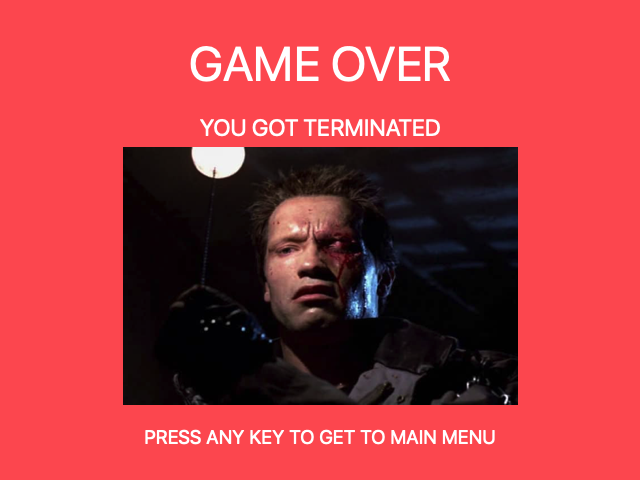 GAME OVER
YOU GOT TERMINATED
PRESS ANY KEY TO GET TO MAIN MENU